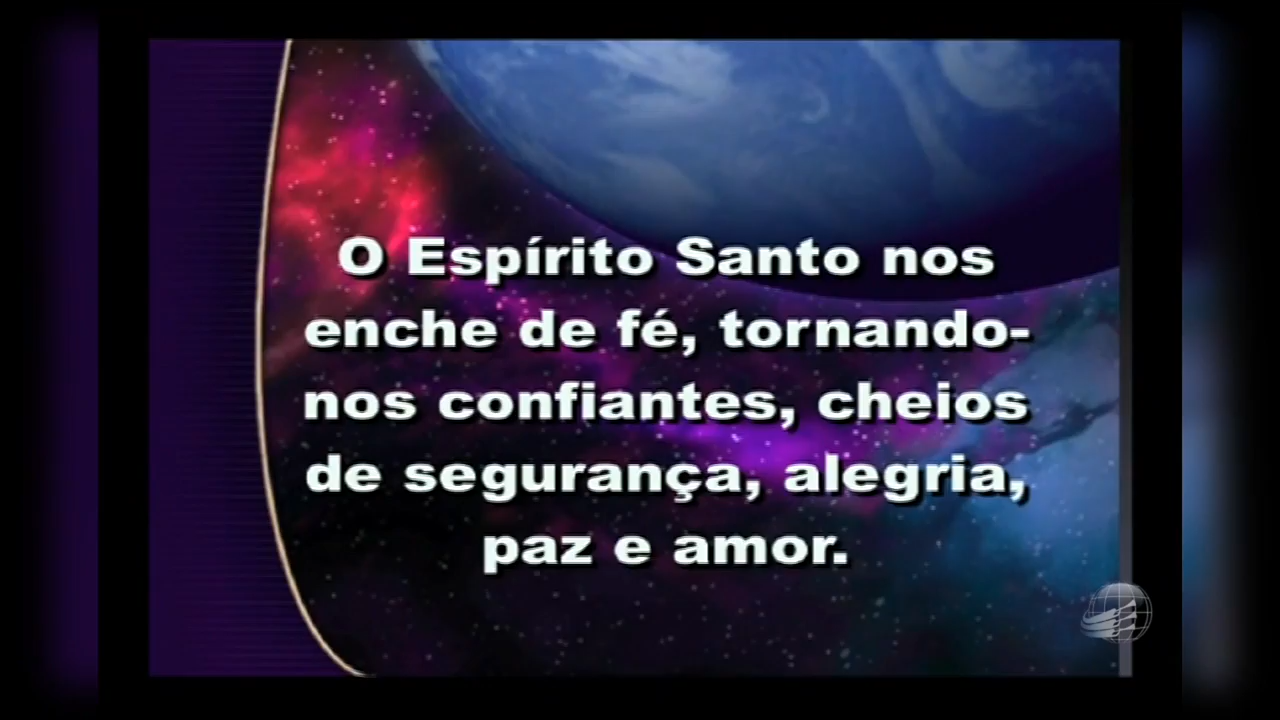 O Espírito Santo nos
enche de fé, tornando-
nos confiantes, cheios
de segurança, alegria,
paz e amor.